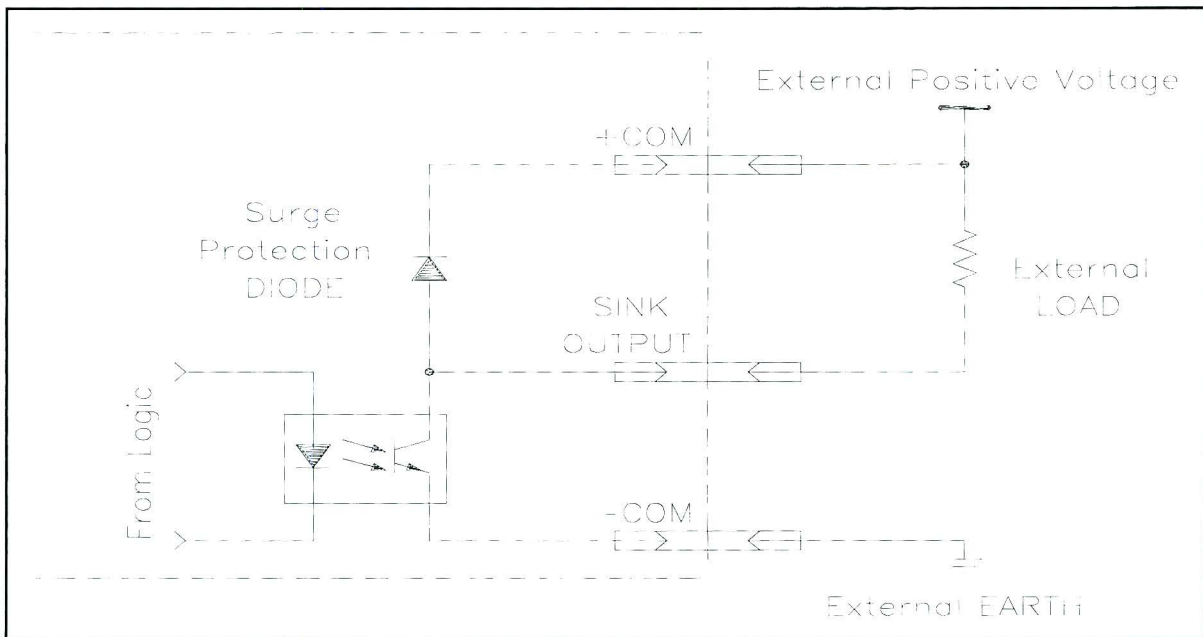 External Positive Voltage
+COM
Surge
Protection
DIODE
External
LOAD
SINK
OUTPUT
From Logic
-COM
External EARTH